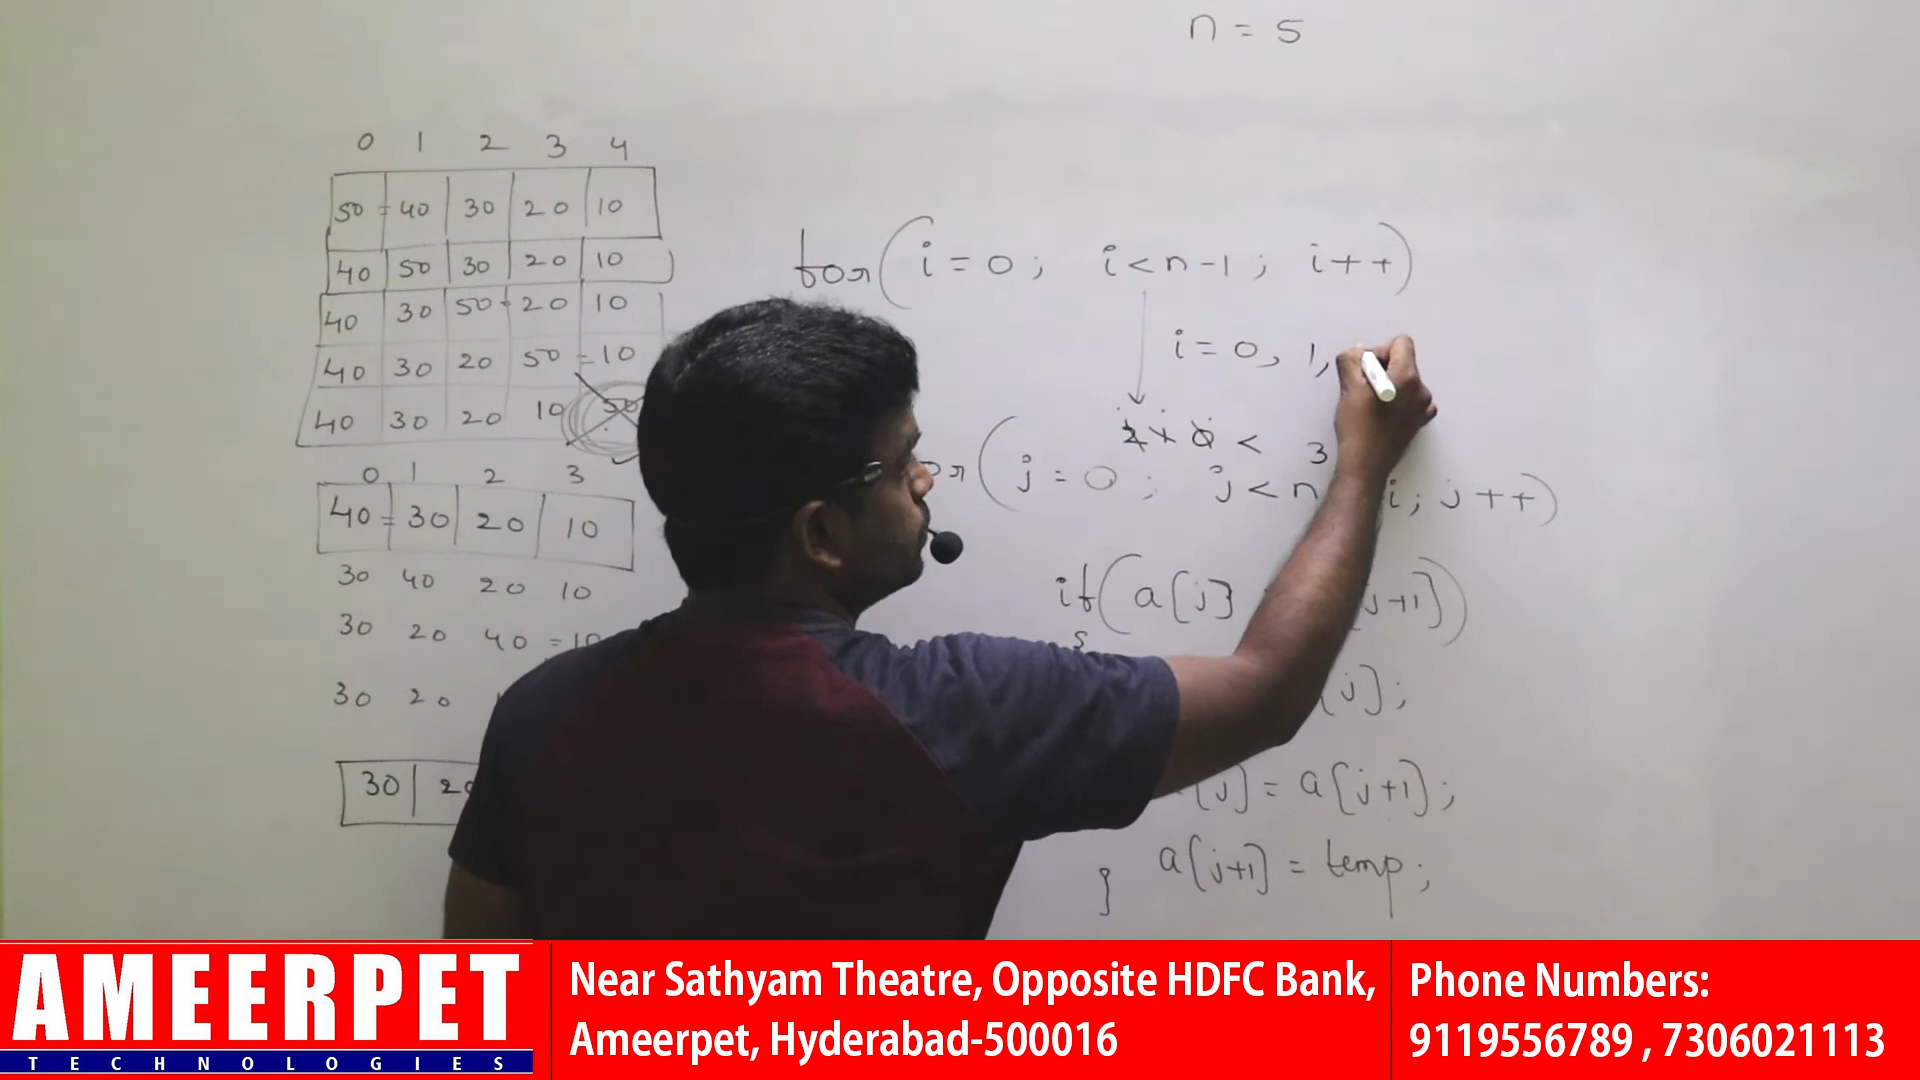 n = 5
0 1 2 3 4
50 = 40 30 20 10
40 50 30 20 10
40 30 50 = 20 10
40 30 20 50 = 10
40 30 20 10 50
0 1 2 3
40 = 30 20 10
30 40 20 10
30 20 40 = 10
30 20
30 20
for(i = 0; i < n-1; i++)
i = 0, 1,
2 1 0 < 3
(j = 0; j < n i; j++)
if(a[j] j+1])
[j];
[j] = a[j+1];
a[j+1] = temp;
}
AMEERPET
TECHNOLOGIES
Near Sathyam Theatre, Opposite HDFC Bank,
Ameerpet, Hyderabad-500016
Phone Numbers:
9119556789 , 7306021113